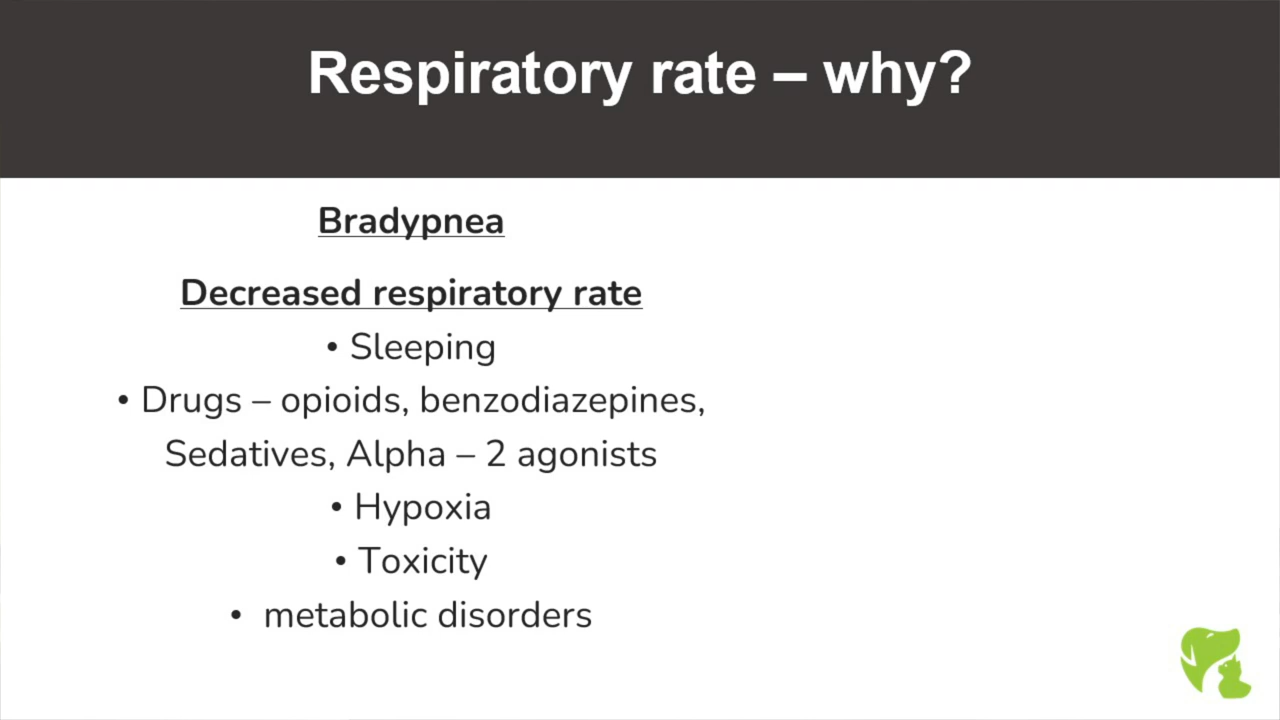 Respiratory rate – why?
Bradypnea
Decreased respiratory rate
• Sleeping
• Drugs – opioids, benzodiazepines,
Sedatives, Alpha – 2 agonists
• Hypoxia
• Toxicity
• metabolic disorders